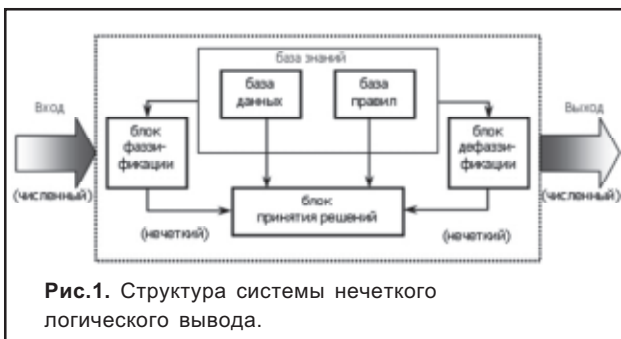 база знаний
база
данных
база
правил
Вход
Выход
блок
фаззи-
фикации
блок
дефаззи-
фикации
(численный)
(численный)
блок
принятия решений
(нечеткий)
(нечеткий)
Рис.1. Структура системы нечеткого
логического вывода.